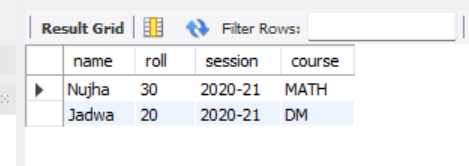 Result Grid Filter Rows:
name roll session course
Nujha 30 2020-21 MATH
Jadwa 20 2020-21 DM